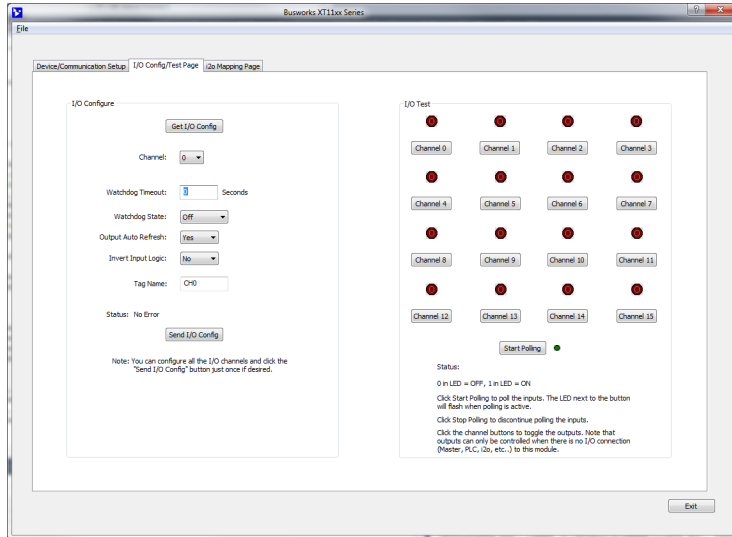 Busworks XT11xx Series
File
Device/Communication Setup
I/O Config/Test Page
i2o Mapping Page
I/O Configure
Get I/O Config
Channel: 0
Watchdog Timeout: 0 Seconds
Watchdog State: Off
Output Auto Refresh: Yes
Invert Input Logic: No
Tag Name: CH0
Status: No Error
Send I/O Config
Note: You can configure all the I/O channels and click the
"Send I/O Config" button just once if desired.
I/O Test
0 0 0 0
Channel 0 Channel 1 Channel 2 Channel 3
0 0 0 0
Channel 4 Channel 5 Channel 6 Channel 7
0 0 0 0
Channel 8 Channel 9 Channel 10 Channel 11
0 0 0 0
Channel 12 Channel 13 Channel 14 Channel 15
Start Polling
Status:
0 in LED = OFF, 1 in LED = ON
Click Start Polling to poll the inputs. The LED next to the button
will flash when polling is active.
Click Stop Polling to discontinue polling the inputs.
Click the channel buttons to toggle the outputs. Note that
outputs can only be controlled when there is no I/O connection
(Master, PLC, i2o, etc..) to this module.
Exit